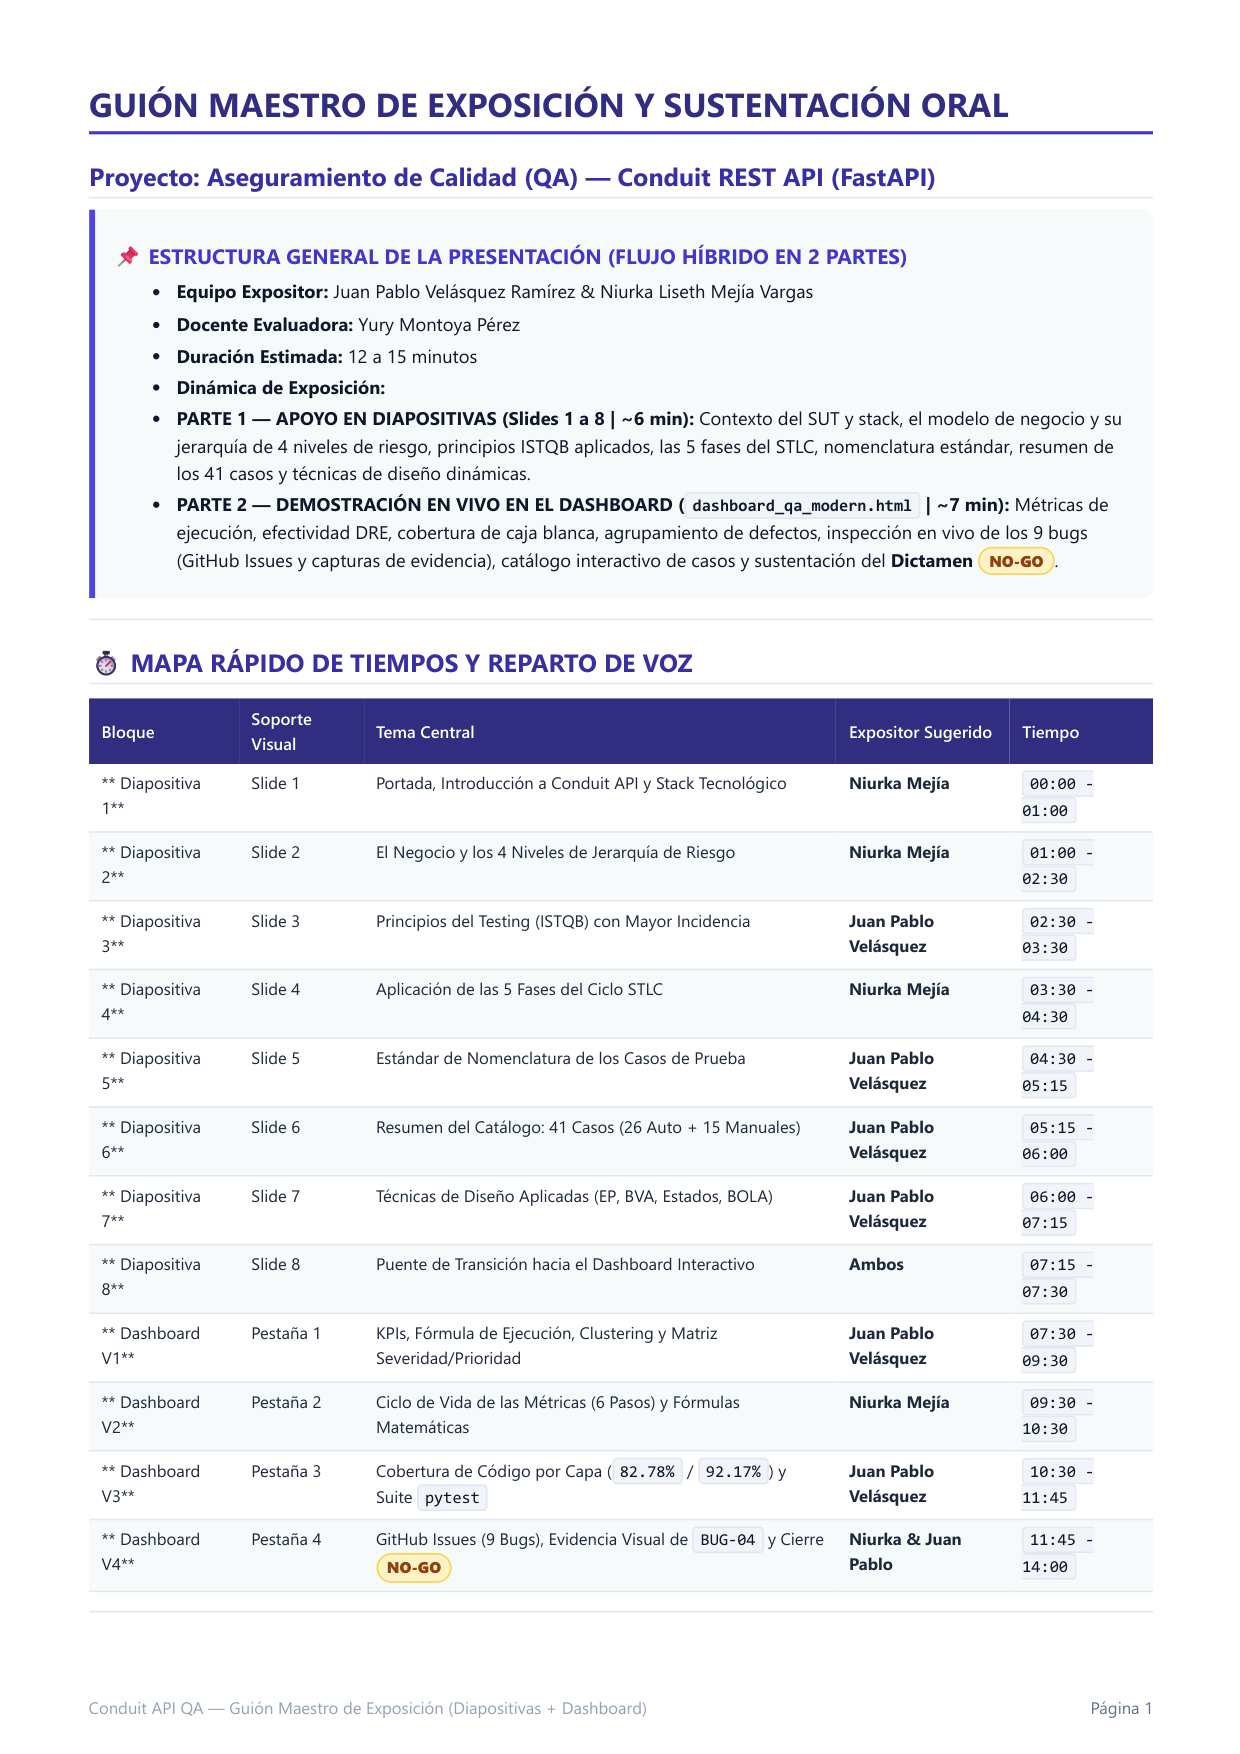 GUIÓN MAESTRO DE EXPOSICIÓN Y SUSTENTACIÓN ORAL
Proyecto: Aseguramiento de Calidad (QA) — Conduit REST API (FastAPI)
📌 ESTRUCTURA GENERAL DE LA PRESENTACIÓN (FLUJO HÍBRIDO EN 2 PARTES)
• Equipo Expositor: Juan Pablo Velásquez Ramírez & Niurka Liseth Mejía Vargas
• Docente Evaluadora: Yury Montoya Pérez
• Duración Estimada: 12 a 15 minutos
• Dinámica de Exposición:
• PARTE 1 — APOYO EN DIAPOSITIVAS (Slides 1 a 8 | ~6 min): Contexto del SUT y stack, el modelo de negocio y su
jerarquía de 4 niveles de riesgo, principios ISTQB aplicados, las 5 fases del STLC, nomenclatura estándar, resumen de
los 41 casos y técnicas de diseño dinámicas.
• PARTE 2 — DEMOSTRACIÓN EN VIVO EN EL DASHBOARD ( dashboard_qa_modern.html | ~7 min): Métricas de
ejecución, efectividad DRE, cobertura de caja blanca, agrupamiento de defectos, inspección en vivo de los 9 bugs
(GitHub Issues y capturas de evidencia), catálogo interactivo de casos y sustentación del Dictamen NO-GO.
⏱ MAPA RÁPIDO DE TIEMPOS Y REPARTO DE VOZ
Bloque
Soporte
Visual
Tema Central
Expositor Sugerido
Tiempo
** Diapositiva
1**
Slide 1
Portada, Introducción a Conduit API y Stack Tecnológico
Niurka Mejía
00:00 -
01:00
** Diapositiva
2**
Slide 2
El Negocio y los 4 Niveles de Jerarquía de Riesgo
Niurka Mejía
01:00 -
02:30
** Diapositiva
3**
Slide 3
Principios del Testing (ISTQB) con Mayor Incidencia
Juan Pablo
Velásquez
02:30 -
03:30
** Diapositiva
4**
Slide 4
Aplicación de las 5 Fases del Ciclo STLC
Niurka Mejía
03:30 -
04:30
** Diapositiva
5**
Slide 5
Estándar de Nomenclatura de los Casos de Prueba
Juan Pablo
Velásquez
04:30 -
05:15
** Diapositiva
6**
Slide 6
Resumen del Catálogo: 41 Casos (26 Auto + 15 Manuales)
Juan Pablo
Velásquez
05:15 -
06:00
** Diapositiva
7**
Slide 7
Técnicas de Diseño Aplicadas (EP, BVA, Estados, BOLA)
Juan Pablo
Velásquez
06:00 -
07:15
** Diapositiva
8**
Slide 8
Puente de Transición hacia el Dashboard Interactivo
Ambos
07:15 -
07:30
** Dashboard
V1**
Pestaña 1
KPIs, Fórmula de Ejecución, Clustering y Matriz
Severidad/Prioridad
Juan Pablo
Velásquez
07:30 -
09:30
** Dashboard
V2**
Pestaña 2
Ciclo de Vida de las Métricas (6 Pasos) y Fórmulas
Matemáticas
Niurka Mejía
09:30 -
10:30
** Dashboard
V3**
Pestaña 3
Cobertura de Código por Capa ( 82.78% / 92.17% ) y
Suite pytest
Juan Pablo
Velásquez
10:30 -
11:45
** Dashboard
V4**
Pestaña 4
GitHub Issues (9 Bugs), Evidencia Visual de BUG-04 y Cierre
NO-GO
Niurka & Juan
Pablo
11:45 -
14:00
Conduit API QA — Guión Maestro de Exposición (Diapositivas + Dashboard)
Página 1